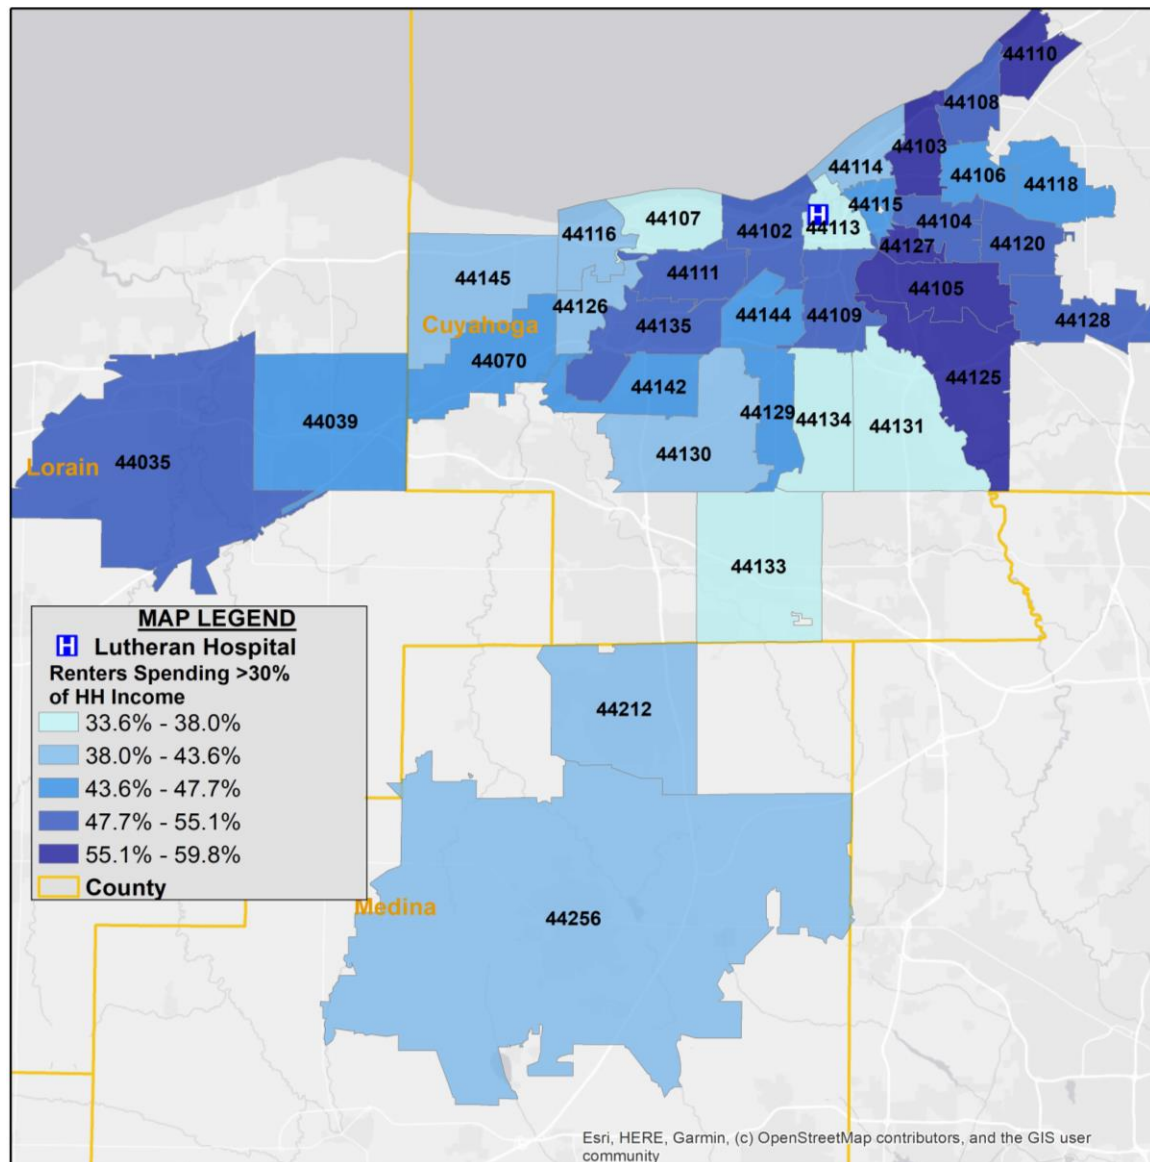 44110
44108
44103
44114
44106
44118
44115
44107
44102
44104
H
44113
44116
44127
44120
44111
44145
44105
44126
Cuyahoga
44135
44144
44109
44128
44070
44125
44142
44129
44134
44131
44039
44130
44035
Lorain
44133
MAP LEGEND
H Lutheran Hospital
Renters Spending >30%
of HH Income
33.6% - 38.0%
38.0% - 43.6%
43.6% - 47.7%
47.7% - 55.1%
55.1% - 59.8%
County
44212
Medina
44256
Esri, HERE, Garmin, (c) OpenStreetMap contributors, and the GIS user
community